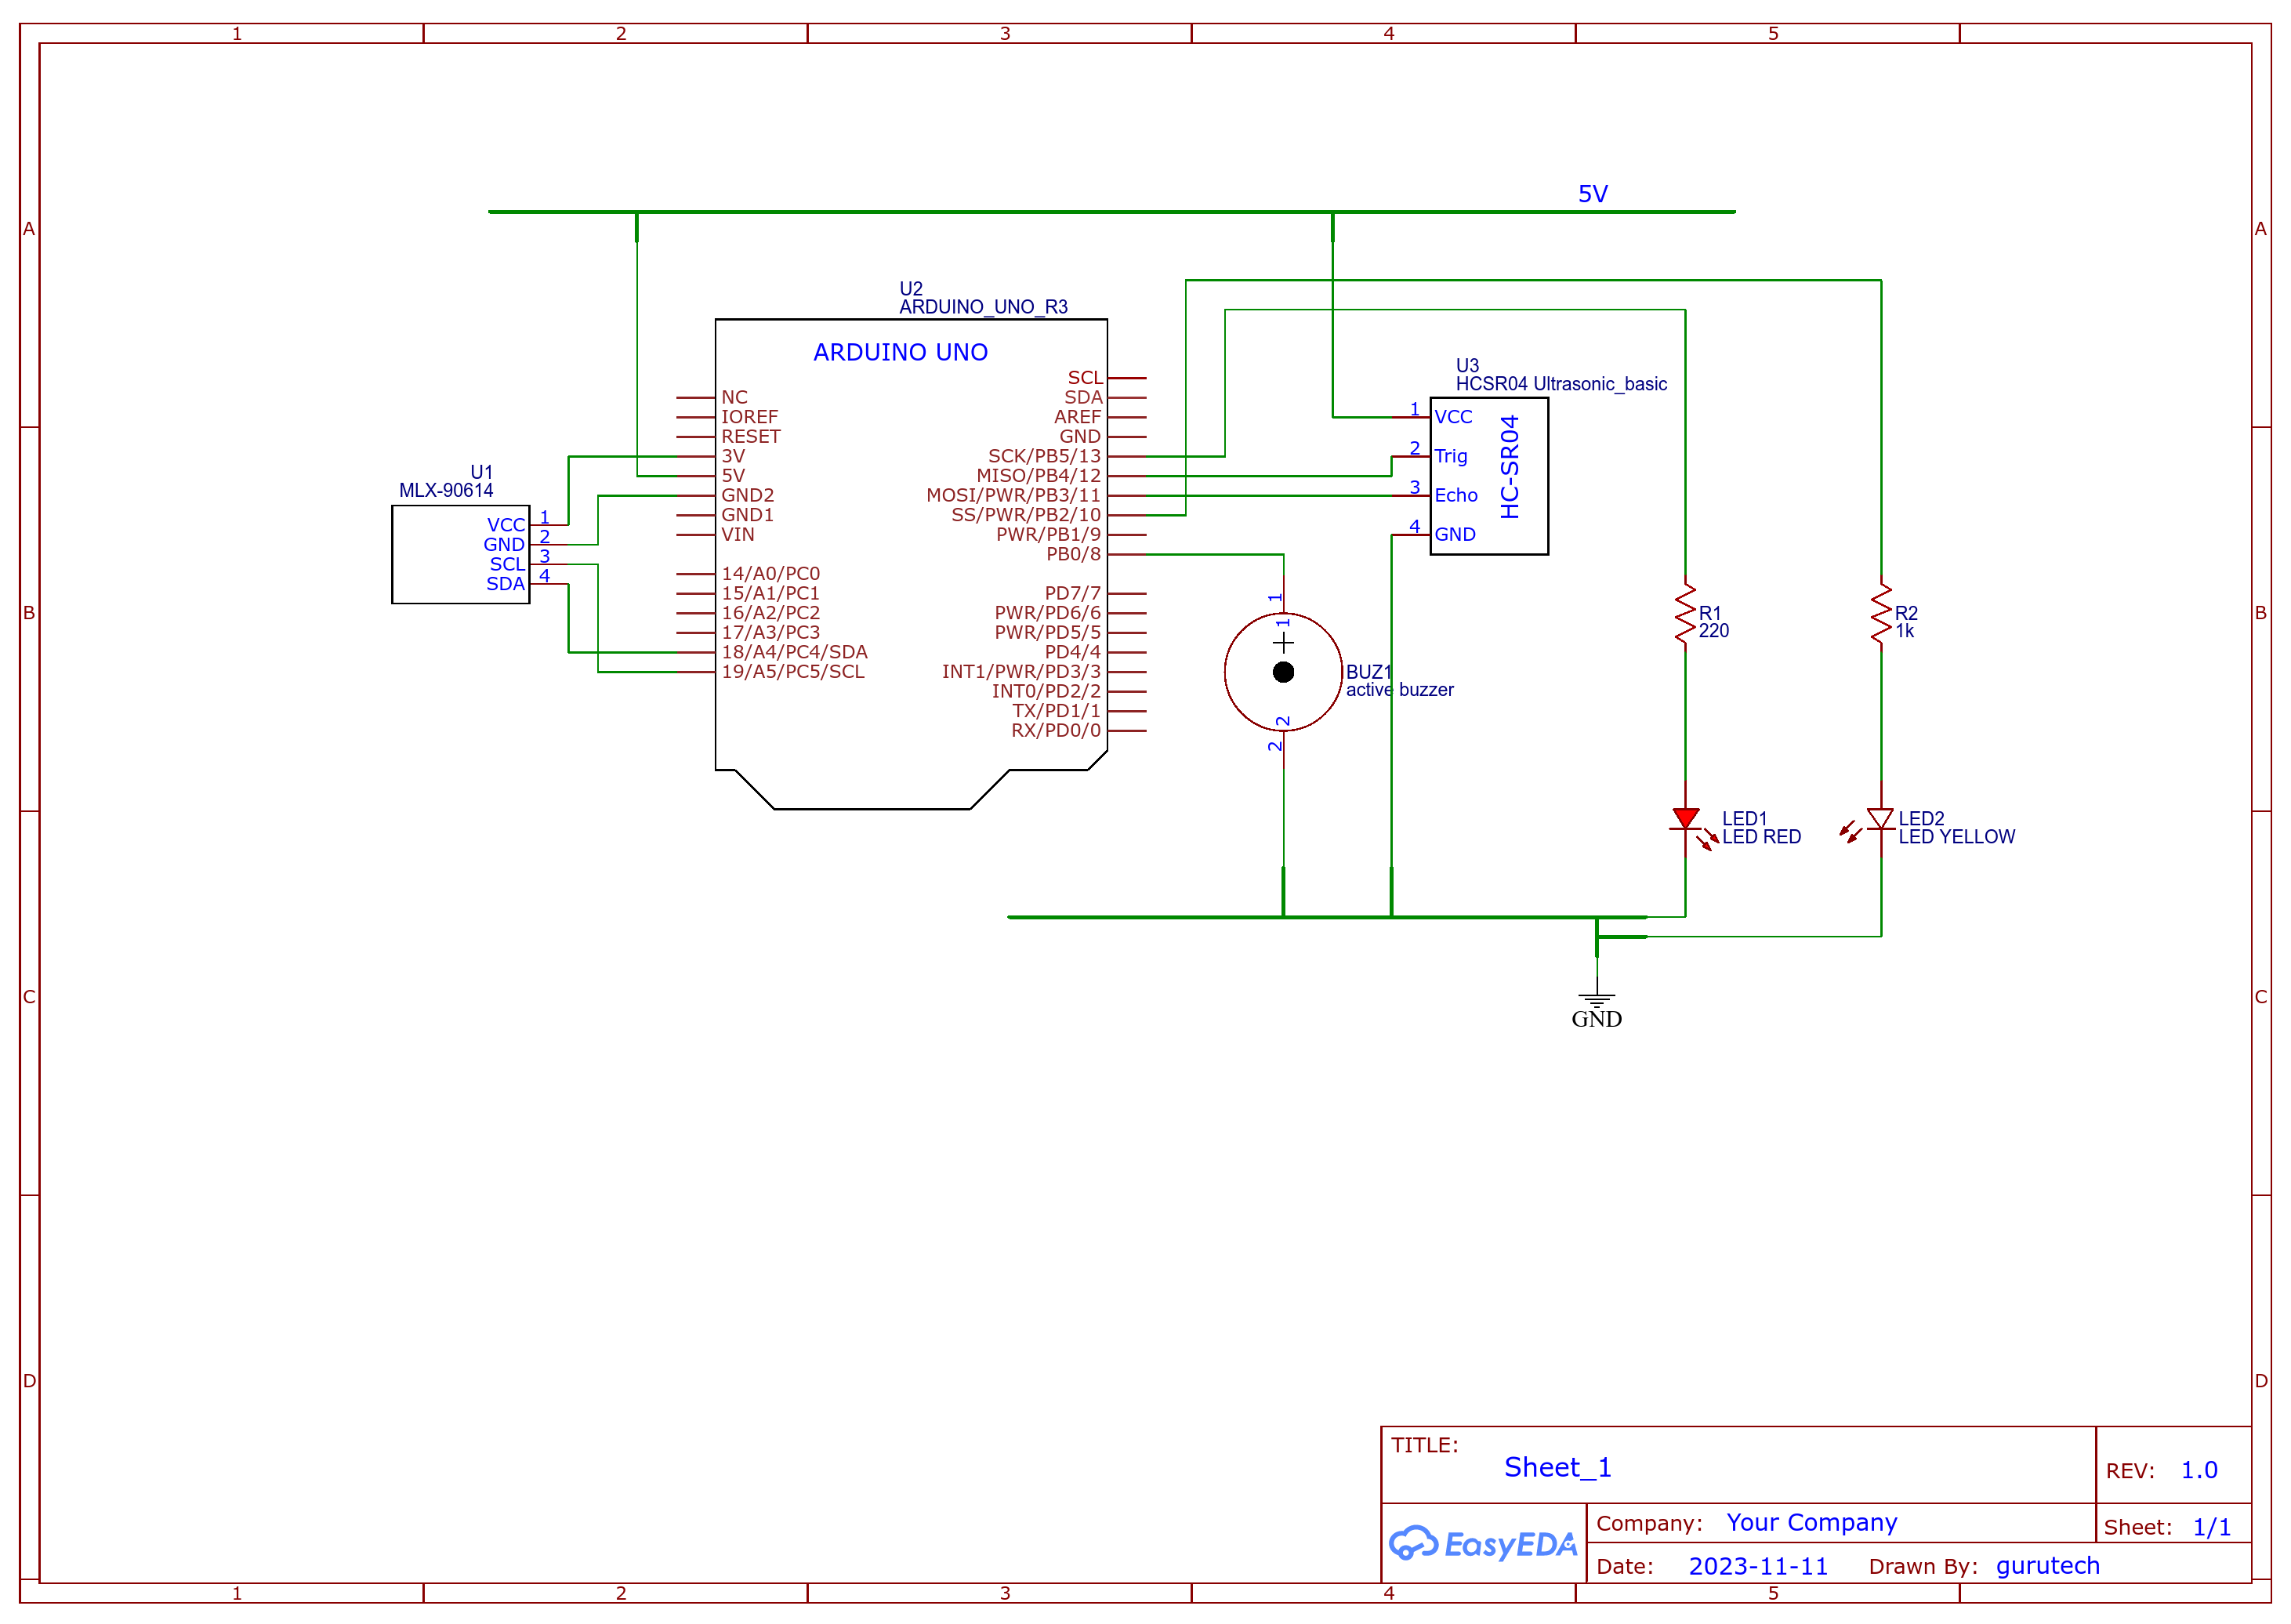 1 2 3 4 5
A A
5V
U2
ARDUINO_UNO_R3
ARDUINO UNO
NC
IOREF
RESET
3V
5V
GND2
GND1
VIN
14/A0/PC0
15/A1/PC1
16/A2/PC2
17/A3/PC3
18/A4/PC4/SDA
19/A5/PC5/SCL
SCL
SDA
AREF
GND
SCK/PB5/13
MISO/PB4/12
MOSI/PWR/PB3/11
SS/PWR/PB2/10
PWR/PB1/9
PB0/8
PD7/7
PWR/PD6/6
PWR/PD5/5
PD4/4
INT1/PWR/PD3/3
INT0/PD2/2
TX/PD1/1
RX/PD0/0
U1
MLX-90614
VCC 1
GND 2
SCL 3
SDA 4
U3
HCSR04 Ultrasonic_basic
1 VCC
2 Trig
3 Echo
4 GND
HC-SR04
B B
1
1
BUZ1
active buzzer
2
2
R1
220
R2
1k
LED1
LED RED
LED2
LED YELLOW
C C
GND
D D
TITLE:
Sheet_1
REV: 1.0
EasyEDA
Company: Your Company
Sheet: 1/1
Date: 2023-11-11 Drawn By: gurutech
1 2 3 4 5